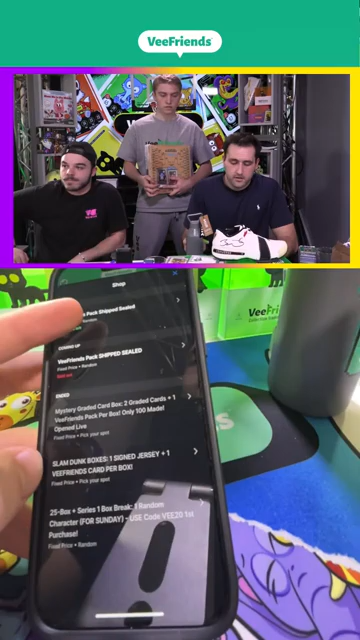 VeeFriends
Shop
Pack Shipped Sealed
COMING UP
VeeFriends Pack SHIPPED SEALED
Fixed Price • Random
Sold out
ENDED
Mystery Graded Card Box: 2 Graded Cards + 1
VeeFriends Pack Per Box! Only 100 Made!
Opened Live
Fixed Price • Pick your spot
SLAM DUNK BOXES: 1 SIGNED JERSEY + 1
VEEFRIENDS CARD PER BOX!
Fixed Price • Pick your spot
25-Box + Series 1 Box Break: 1 Random
Character (FOR SUNDAY) - USE Code VEE20 1st
Purchase!
Fixed Price • Random
VeeFriends